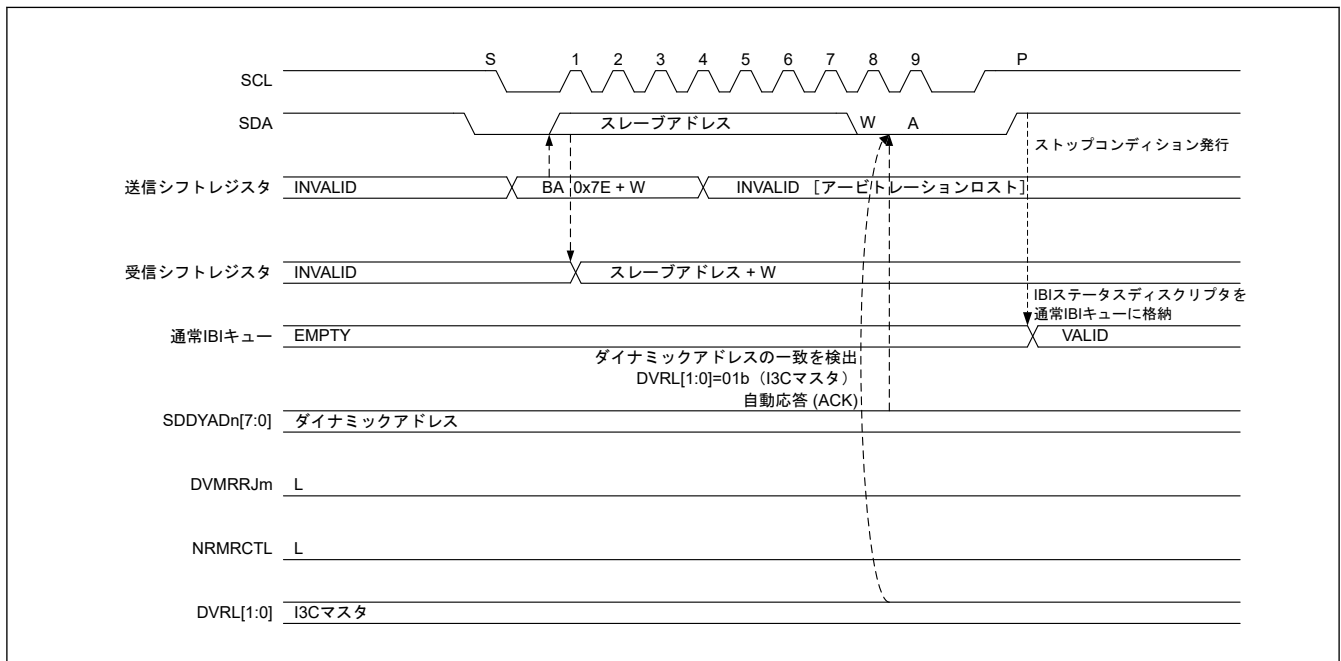 S 1 2 3 4 5 6 7 8 9 P
SCL
SDA スレーブアドレス W A
ストップコンディション発行
送信シフトレジスタ INVALID BA 0x7E + W INVALID [アービトレーションロスト]
受信シフトレジスタ INVALID スレーブアドレス + W
IBIステータスディスクリプタを
通常IBIキューに格納
通常IBIキュー EMPTY VALID
ダイナミックアドレスの一致を検出
DVRL[1:0]=01b（I3Cマスタ）
自動応答 (ACK)
SDDYADn[7:0] ダイナミックアドレス
DVMRRJm L
NRMRCTL L
DVRL[1:0] I3Cマスタ